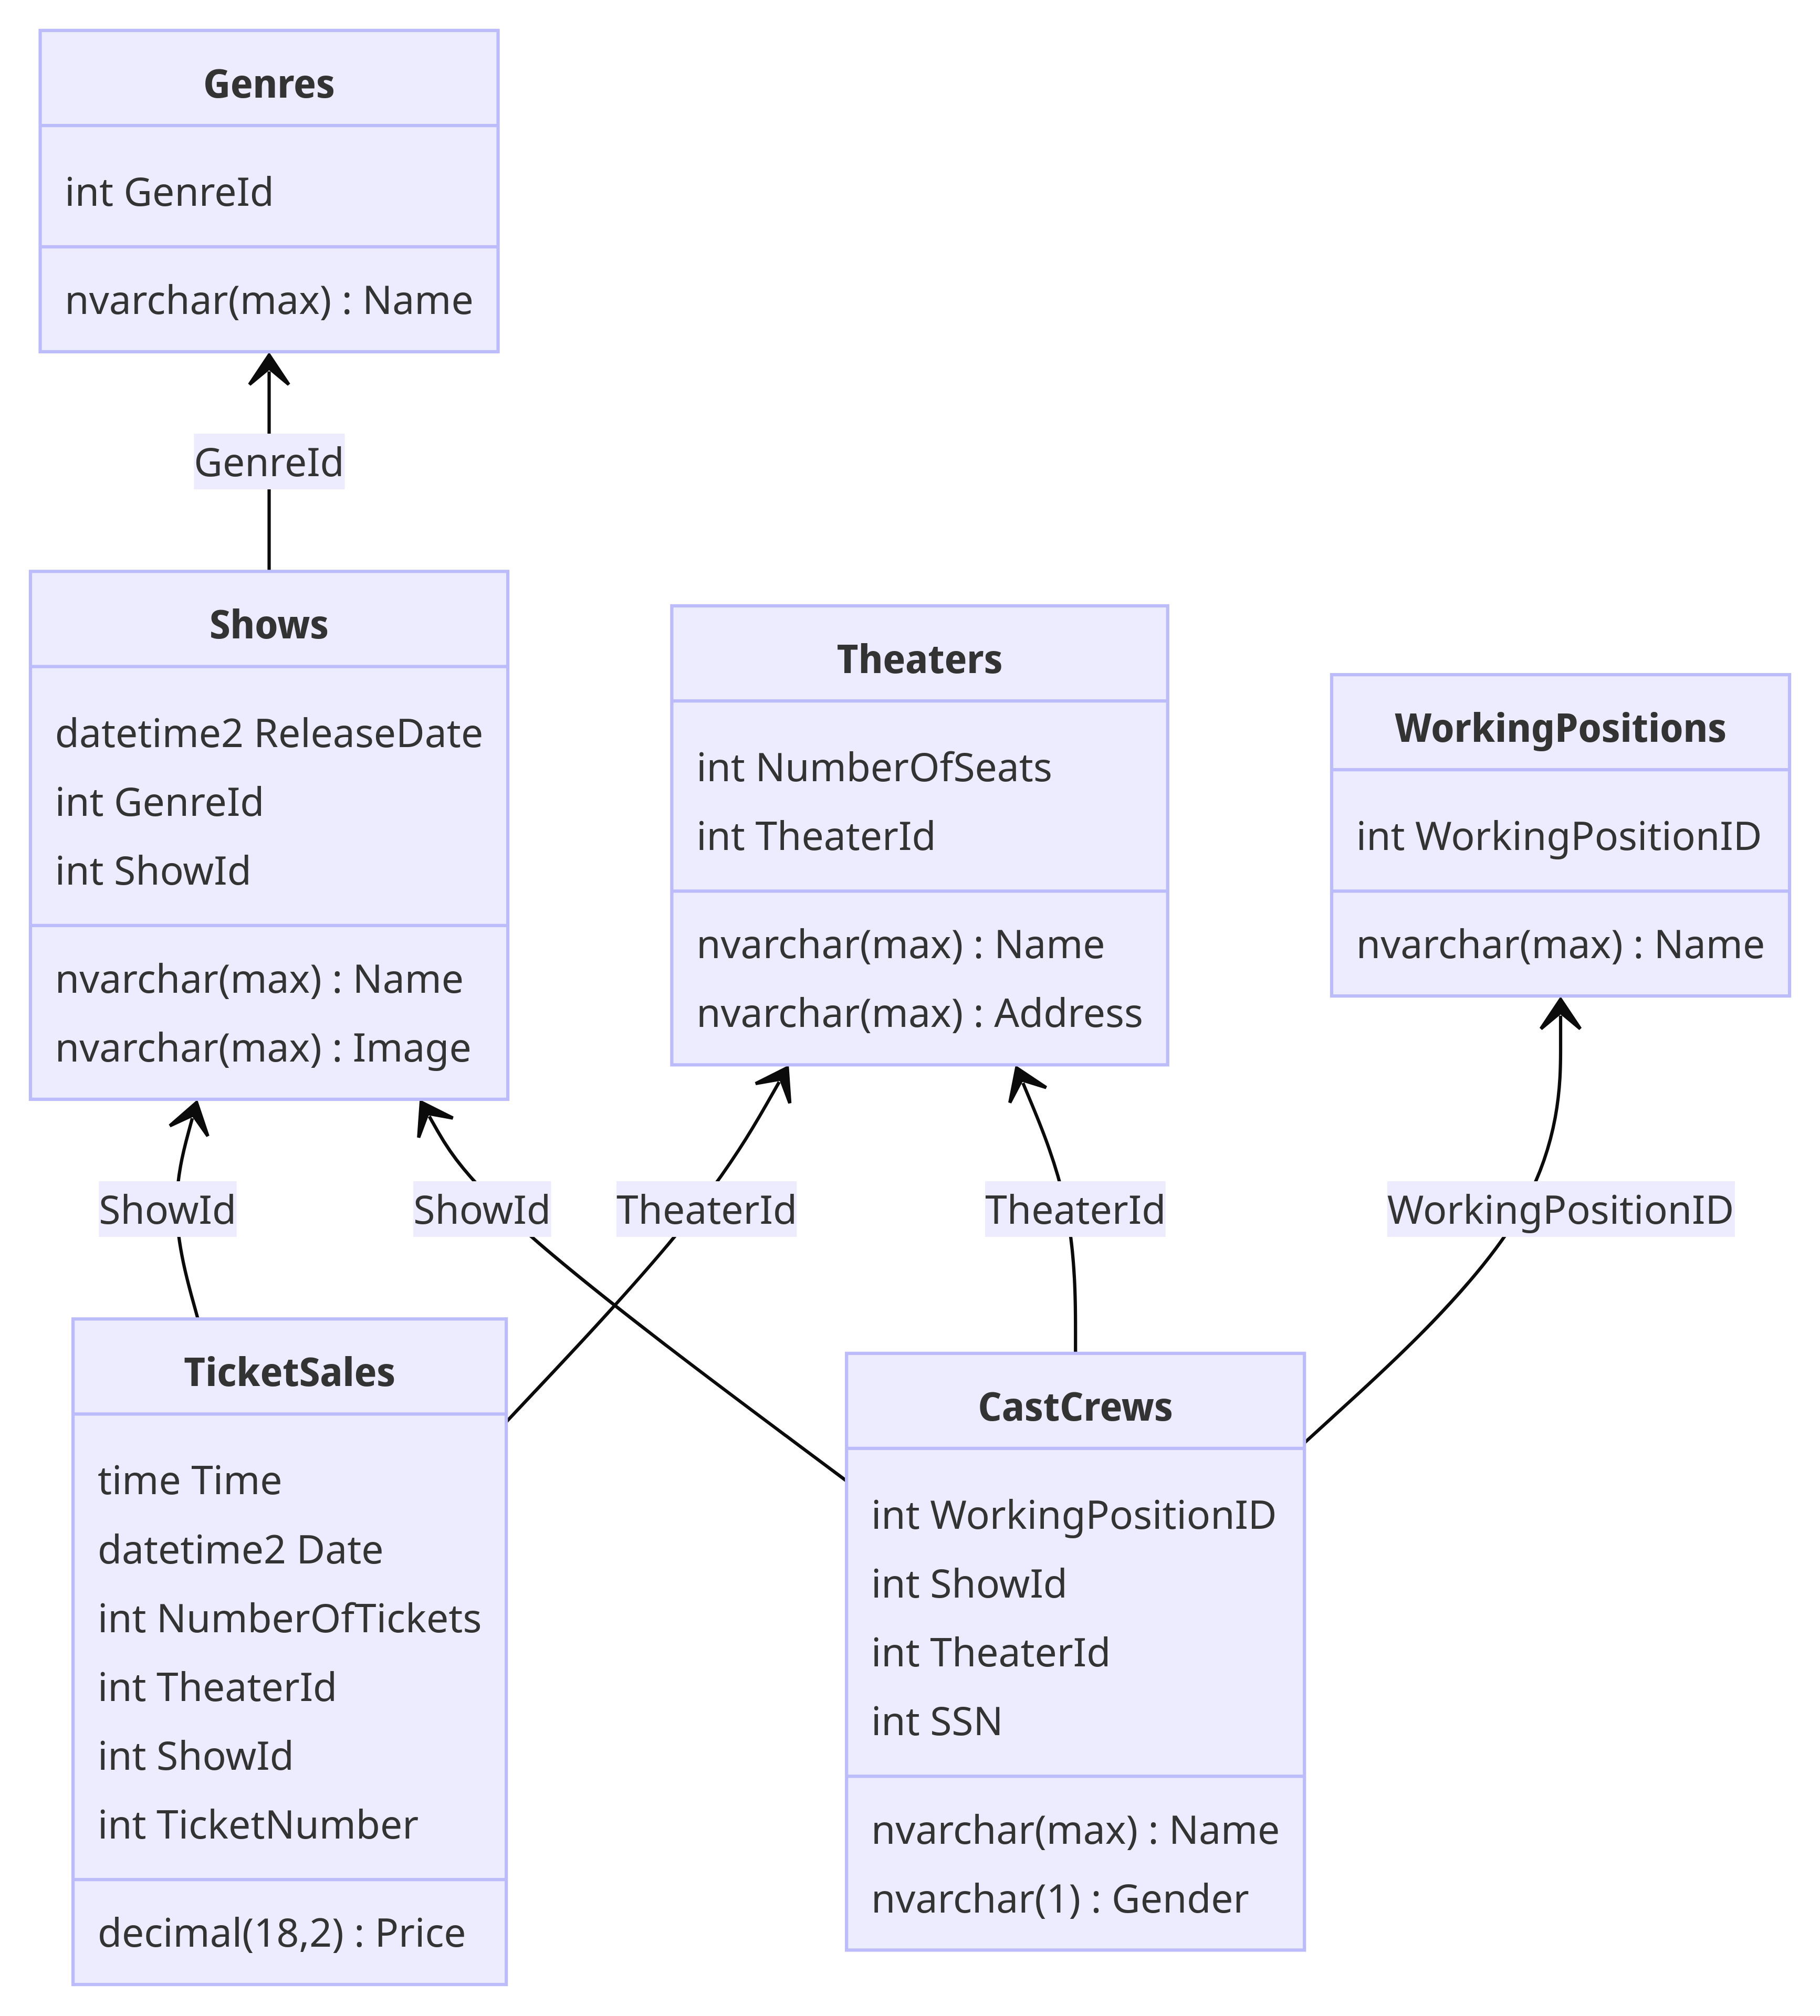 Genres
int GenreId
nvarchar(max) : Name
GenreId
Shows
datetime2 ReleaseDate
int GenreId
int ShowId
nvarchar(max) : Name
nvarchar(max) : Image
Theaters
int NumberOfSeats
int TheaterId
nvarchar(max) : Name
nvarchar(max) : Address
WorkingPositions
int WorkingPositionID
nvarchar(max) : Name
ShowId
ShowId
TheaterId
TheaterId
WorkingPositionID
TicketSales
time Time
datetime2 Date
int NumberOfTickets
int TheaterId
int ShowId
int TicketNumber
decimal(18,2) : Price
CastCrews
int WorkingPositionID
int ShowId
int TheaterId
int SSN
nvarchar(max) : Name
nvarchar(1) : Gender